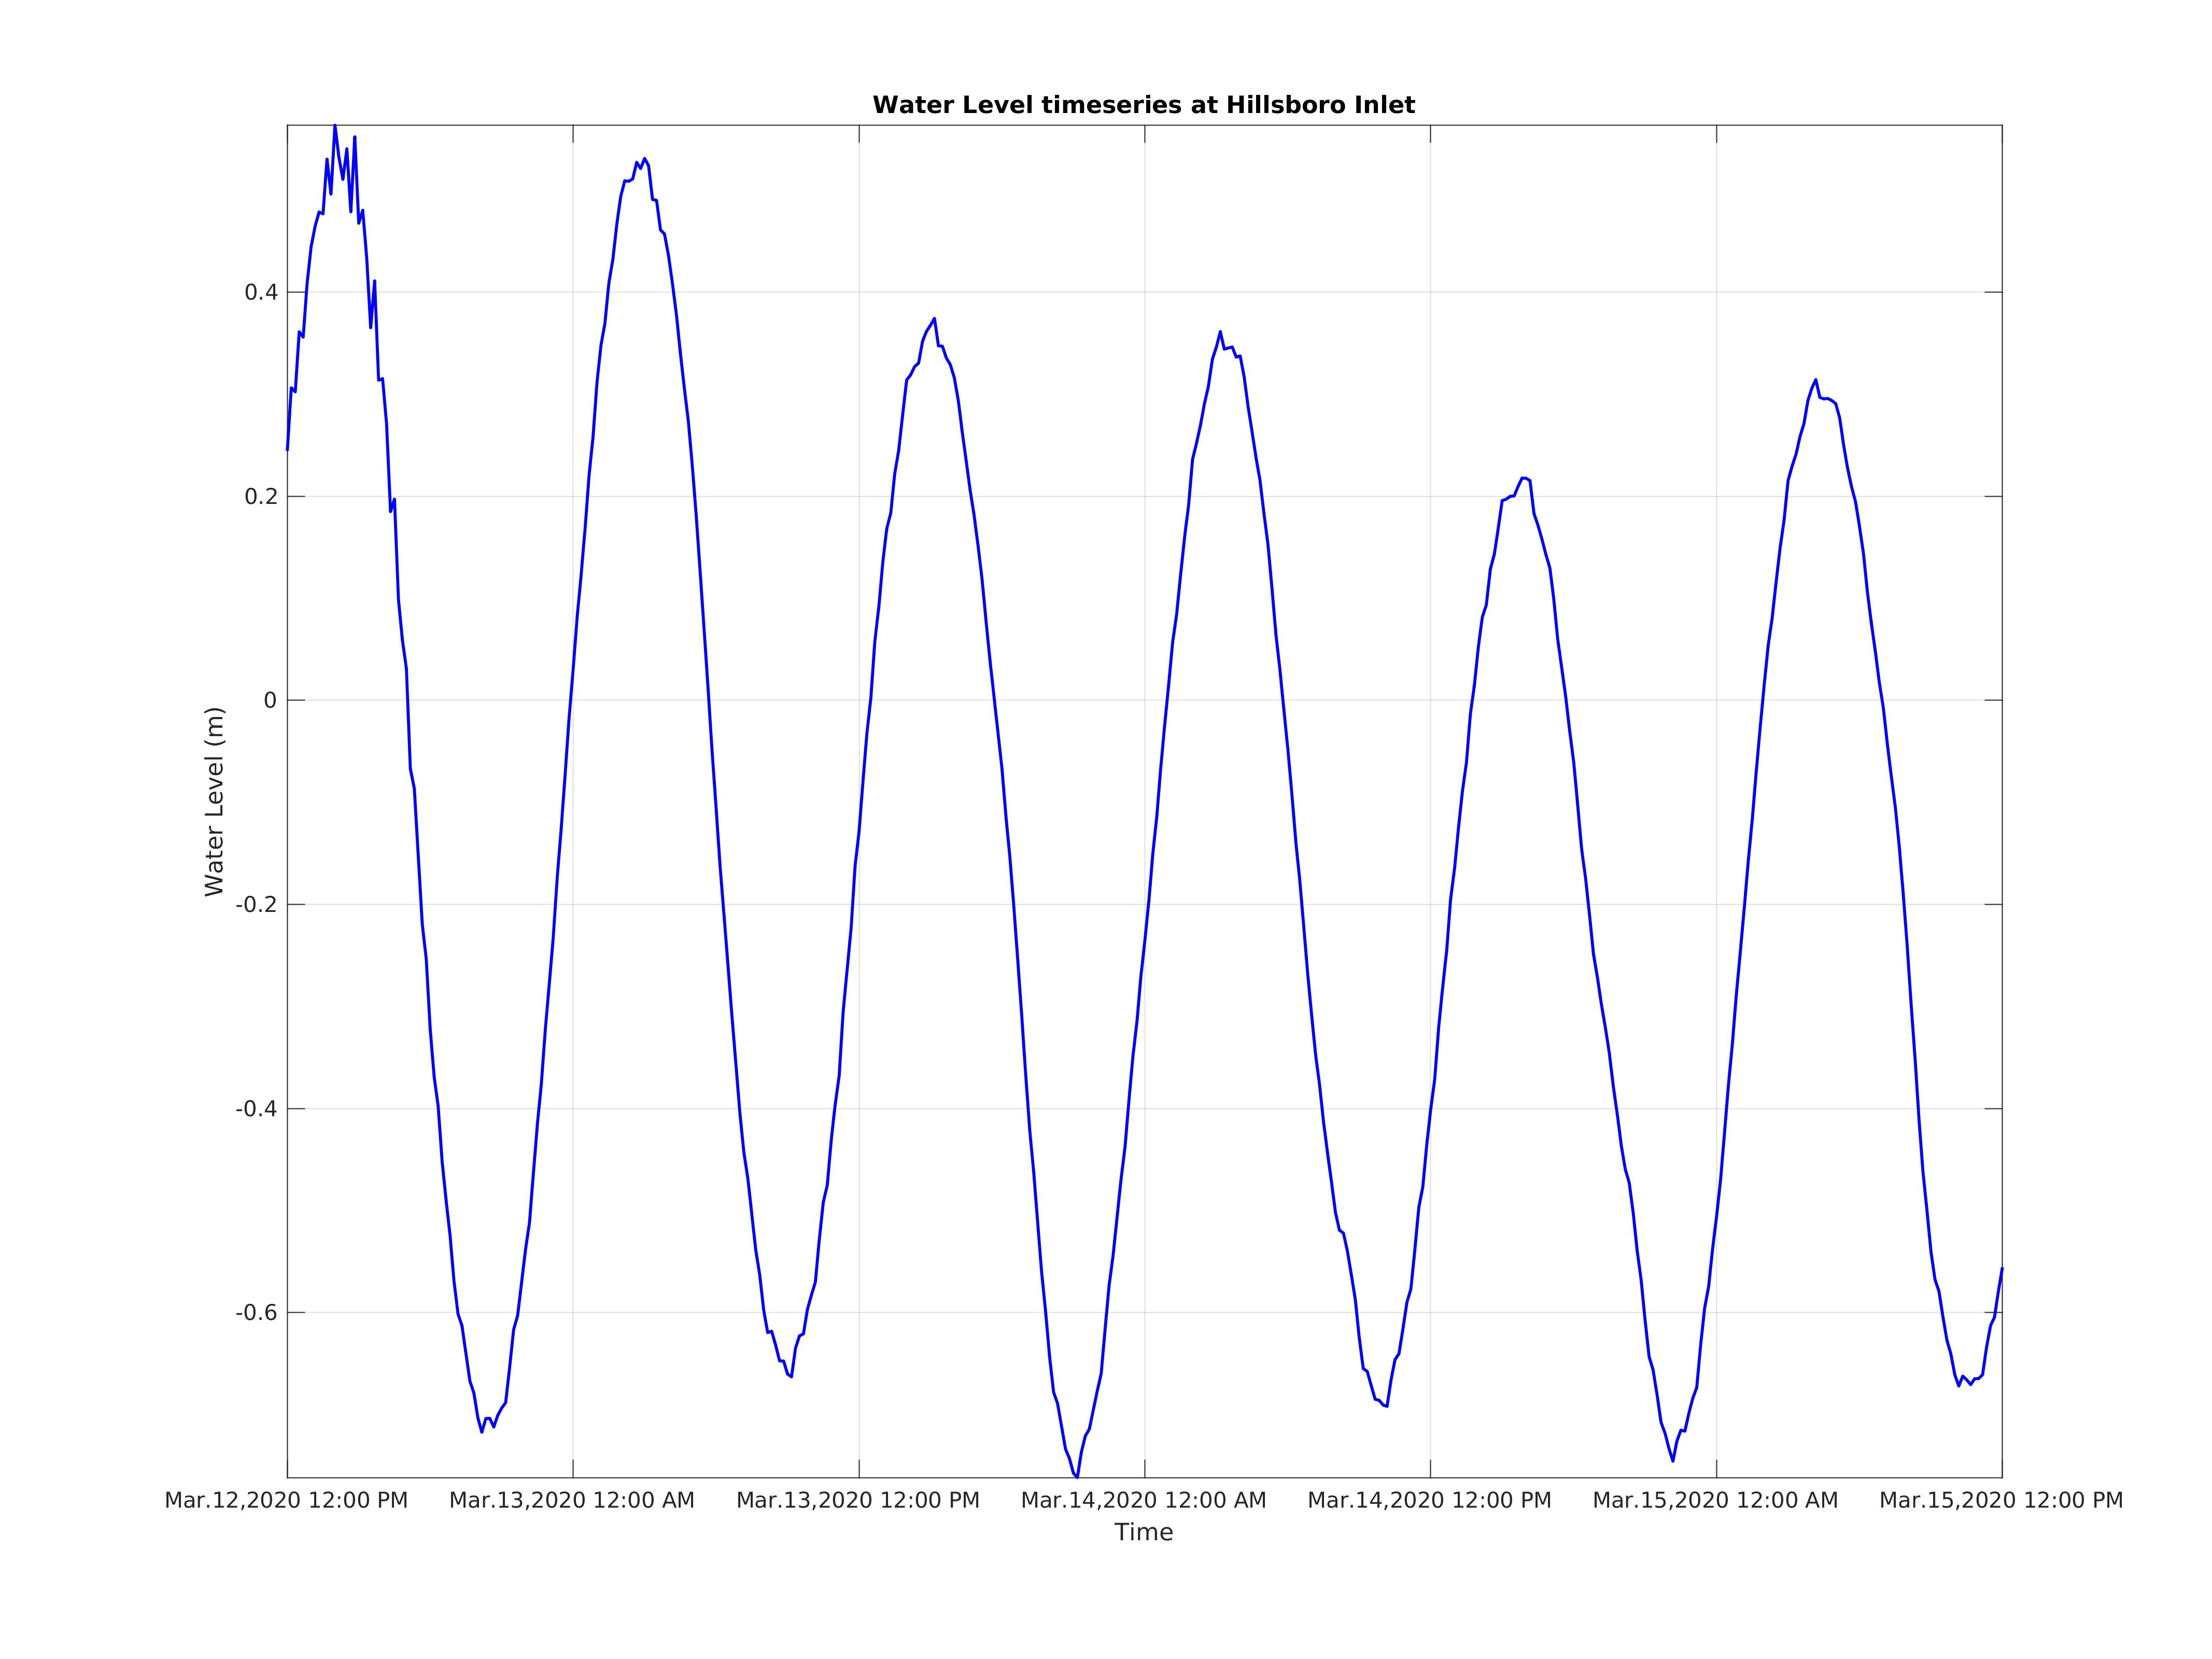 Water Level timeseries at Hillsboro Inlet
0.4
0.2
0
-0.2
-0.4
-0.6
Water Level (m)
Mar.12,2020 12:00 PM
Mar.13,2020 12:00 AM
Mar.13,2020 12:00 PM
Mar.14,2020 12:00 AM
Mar.14,2020 12:00 PM
Mar.15,2020 12:00 AM
Mar.15,2020 12:00 PM
Time